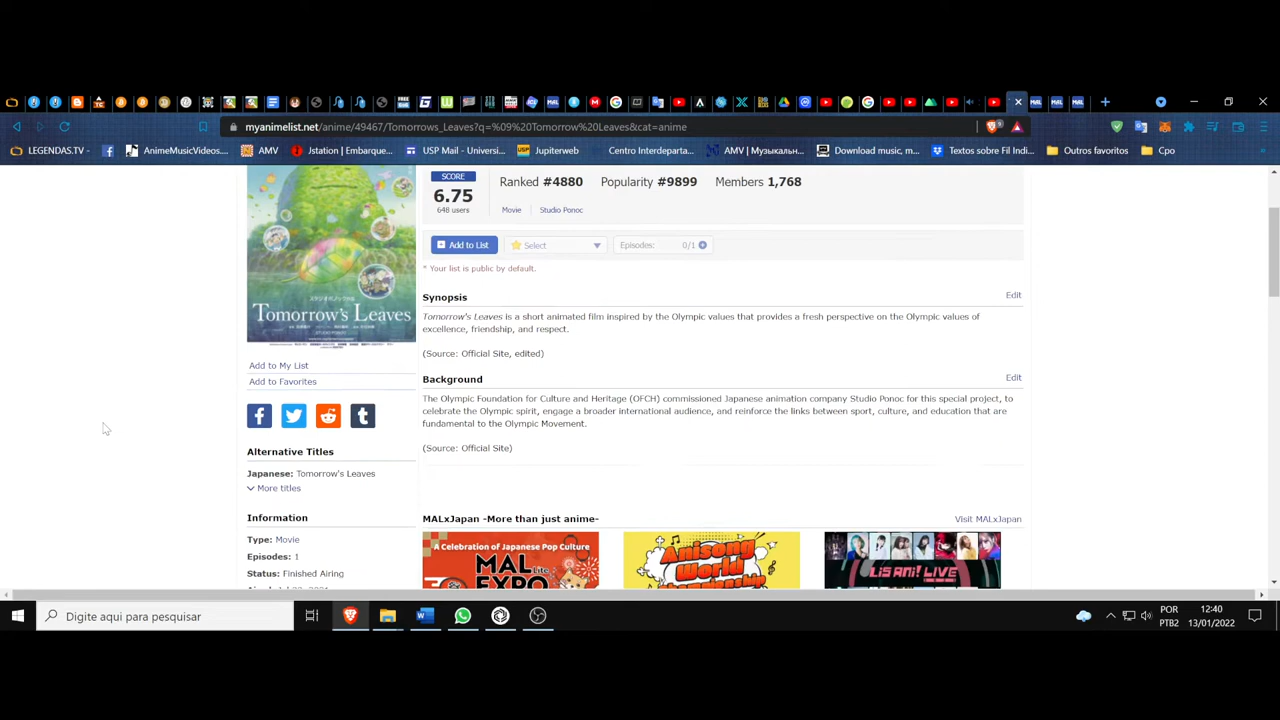 myanimelist.net/anime/49467/Tomorrows_Leaves?q=%09%20Tomorrow%20Leaves&cat=anime
LEGENDAS.TV
AnimeMusicVideos...
AMV
Jstation | Embarque...
USP Mail - Universi...
Jupiterweb
Centro Interdeparta...
AMV | Музыкальн...
Download music, m...
Textos sobre Fil Indi...
Outros favoritos
Cpo
SCORE
6.75
648 users
Ranked #4880 Popularity #9899 Members 1,768
Movie Studio Ponoc
Add to List Select Episodes: 0/1
* Your list is public by default.
Tomorrow's Leaves
Synopsis Edit
Tomorrow's Leaves is a short animated film inspired by the Olympic values that provides a fresh perspective on the Olympic values of
excellence, friendship, and respect.
(Source: Official Site, edited)
Add to My List
Add to Favorites
Background Edit
The Olympic Foundation for Culture and Heritage (OFCH) commissioned Japanese animation company Studio Ponoc for this special project, to
celebrate the Olympic spirit, engage a broader international audience, and reinforce the links between sport, culture, and education that are
fundamental to the Olympic Movement.
(Source: Official Site)
Alternative Titles
Japanese: Tomorrow's Leaves
More titles
Information
Type: Movie
Episodes: 1
Status: Finished Airing
MALxJapan -More than just anime-
Visit MALxJapan
A Celebration of Japanese Pop Culture
MAL Lite
EXPO
Anisong
World
LIS ANI! LIVE
Digite aqui para pesquisar
POR
PTB2
12:40
13/01/2022